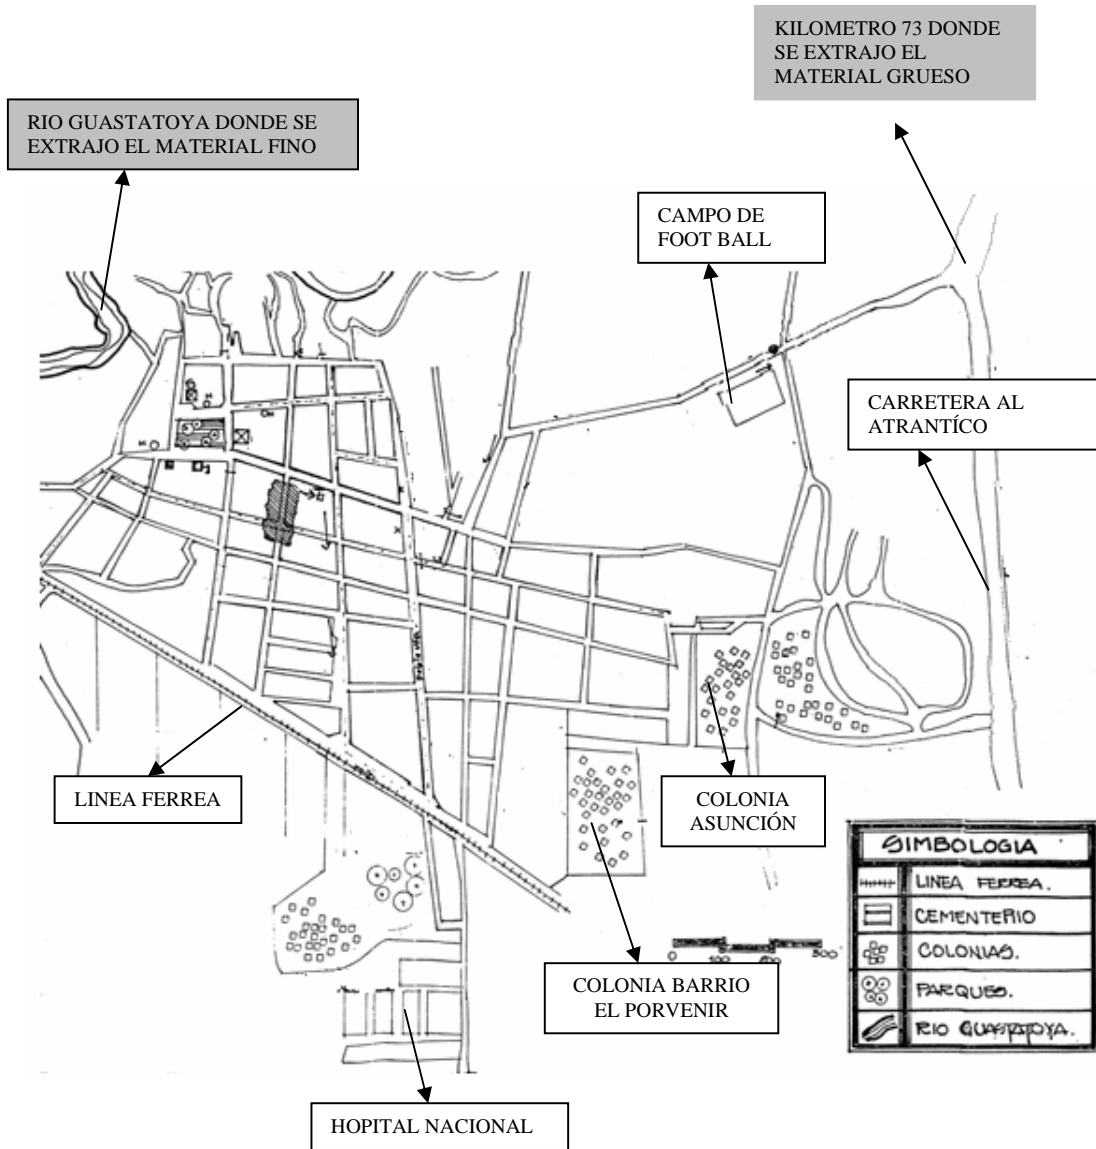 KILOMETRO 73 DONDE
SE EXTRAJO EL
MATERIAL GRUESO
RIO GUASTATOYA DONDE SE
EXTRAJO EL MATERIAL FINO
CAMPO DE
FOOT BALL
CARRETERA AL
ATRANTÍCO
LINEA FERREA
COLONIA
ASUNCIÓN
COLONIA BARRIO
EL PORVENIR
HOPITAL NACIONAL
0 100 300
SIMBOLOGIA
LINEA FERREA.
CEMENTERIO
COLONIAS.
PARQUES.
RIO GUASTATOYA.